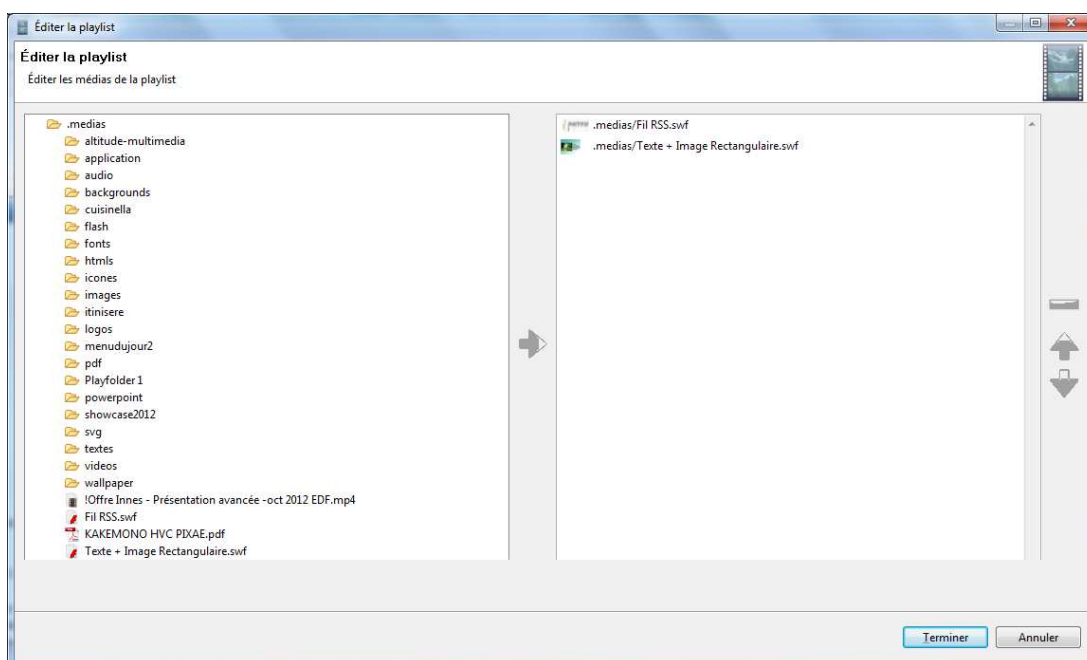 Éditer la playlist
Éditer la playlist
Éditer les médias de la playlist
.medias
altitude-multimedia
application
audio
backgrounds
cuisinella
flash
fonts
htmls
icones
images
itinisere
logos
menudujour2
pdf
Playfolder 1
powerpoint
showcase2012
svg
textes
videos
wallpaper
!Offre Innes - Présentation avancée -oct 2012 EDF.mp4
Fil RSS.swf
KAKEMONO HVC PIXAE.pdf
Texte + Image Rectangulaire.swf
.medias/Fil RSS.swf
.medias/Texte + Image Rectangulaire.swf
Terminer
Annuler